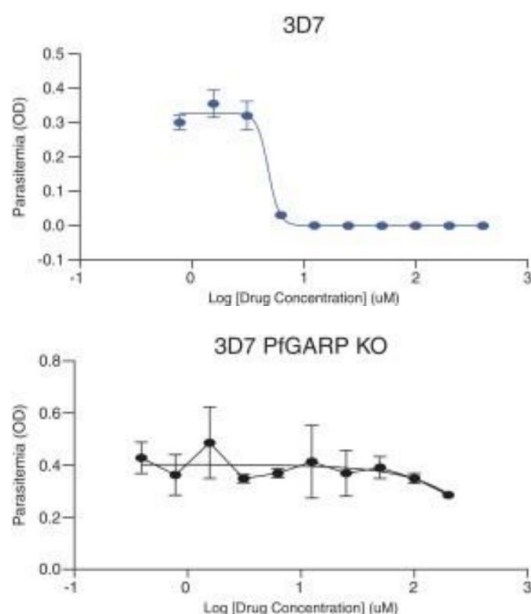 3D7
0.5
0.4
0.3
0.2
0.1
0.0
-0.1
Parasitemia (OD)
-1 0 1 2 3
Log [Drug Concentration] (uM)
3D7 PfGARP KO
0.8
0.6
0.4
0.2
0.0
Parasitemia (OD)
-1 0 1 2 3
Log [Drug Concentration] (uM)